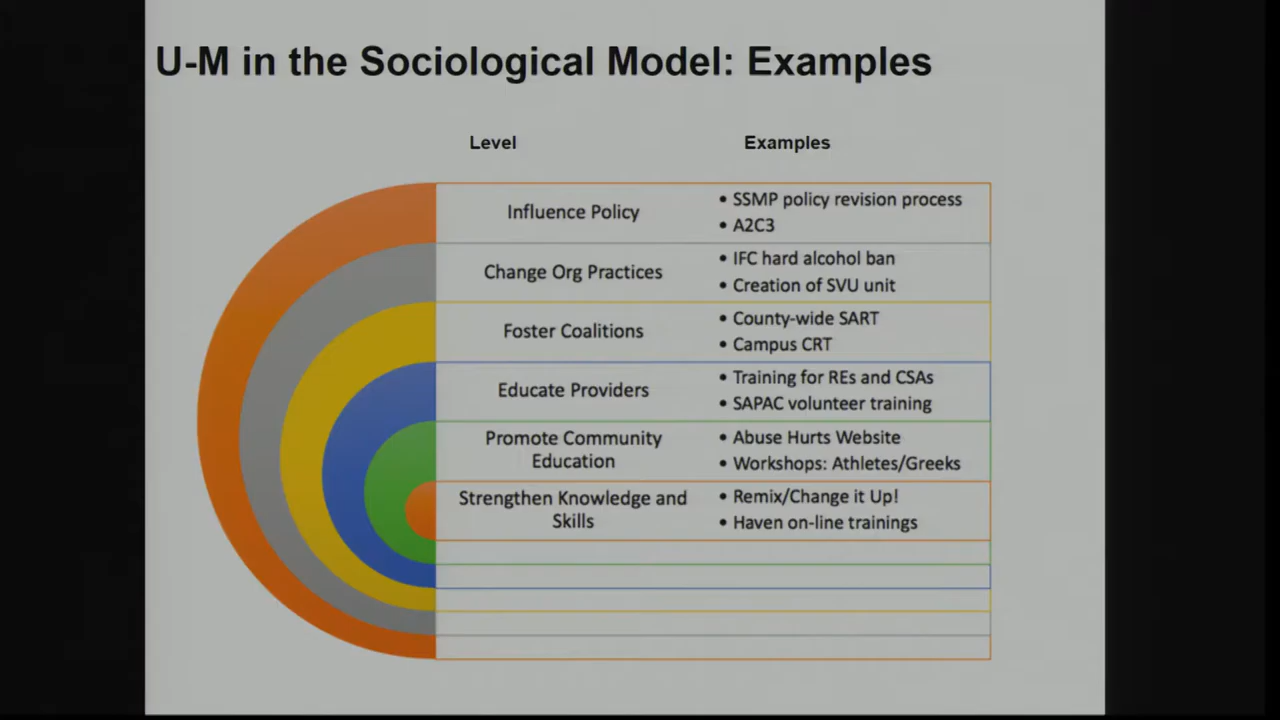 U-M in the Sociological Model: Examples
Level Examples
Influence Policy
• SSMP policy revision process
• A2C3
Change Org Practices
• IFC hard alcohol ban
• Creation of SVU unit
Foster Coalitions
• County-wide SART
• Campus CRT
Educate Providers
• Training for REs and CSAs
• SAPAC volunteer training
Promote Community
Education
• Abuse Hurts Website
• Workshops: Athletes/Greeks
Strengthen Knowledge and
Skills
• Remix/Change it Up!
• Haven on-line trainings